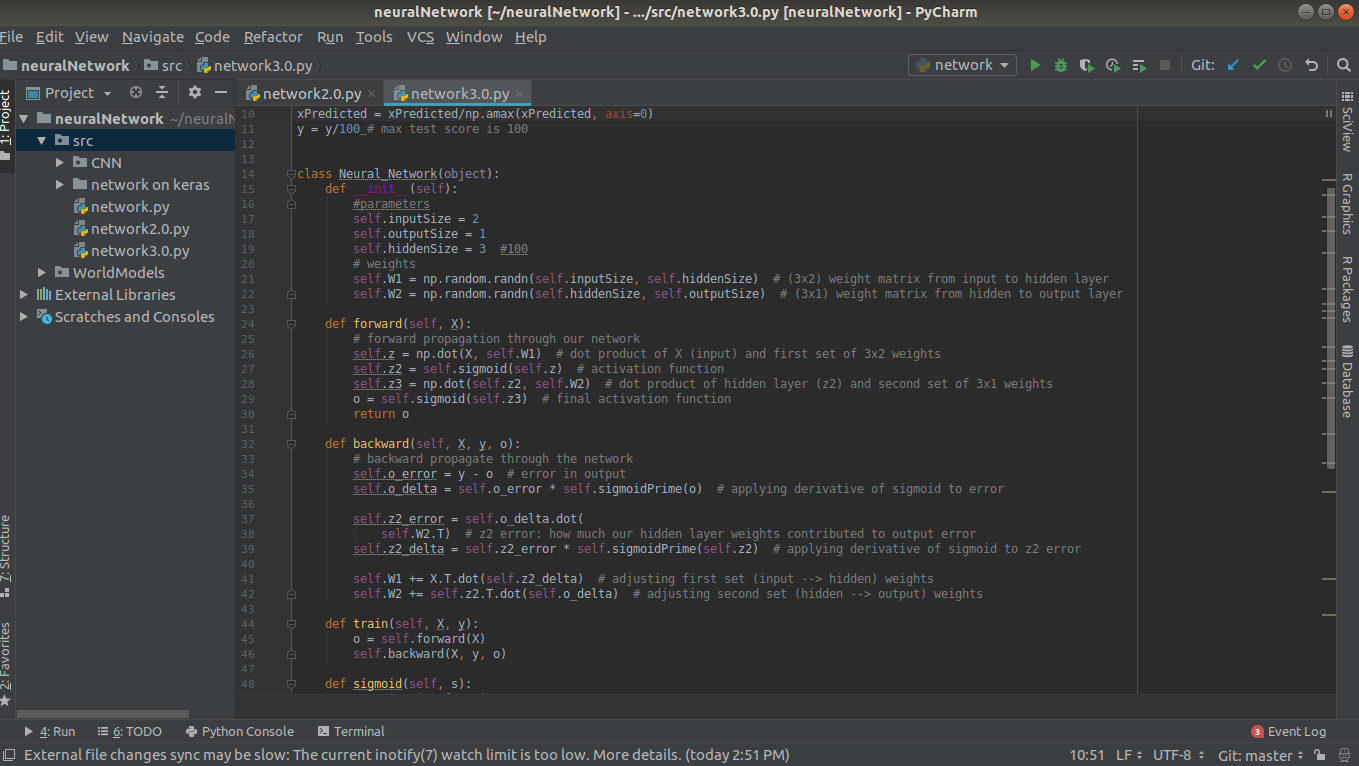 neuralNetwork [~/neuralNetwork] - .../src/network3.0.py [neuralNetwork] - PyCharm
File Edit View Navigate Code Refactor Run Tools VCS Window Help
neuralNetwork src network3.0.py network Git:
Project network2.0.py network3.0.py
1: Project
7: Structure
2: Favorites
neuralNetwork ~/neuralN
src
CNN
network on keras
network.py
network2.0.py
network3.0.py
WorldModels
External Libraries
Scratches and Consoles
10 xPredicted = xPredicted/np.amax(xPredicted, axis=0)
11 y = y/100 # max test score is 100
12
13
14 class Neural_Network(object):
15 def __init__(self):
16 #parameters
17 self.inputSize = 2
18 self.outputSize = 1
19 self.hiddenSize = 3 #100
20 # weights
21 self.W1 = np.random.randn(self.inputSize, self.hiddenSize) # (3x2) weight matrix from input to hidden layer
22 self.W2 = np.random.randn(self.hiddenSize, self.outputSize) # (3x1) weight matrix from hidden to output layer
23
24 def forward(self, X):
25 # forward propagation through our network
26 self.z = np.dot(X, self.W1) # dot product of X (input) and first set of 3x2 weights
27 self.z2 = self.sigmoid(self.z) # activation function
28 self.z3 = np.dot(self.z2, self.W2) # dot product of hidden layer (z2) and second set of 3x1 weights
29 o = self.sigmoid(self.z3) # final activation function
30 return o
31
32 def backward(self, X, y, o):
33 # backward propagate through the network
34 self.o_error = y - o # error in output
35 self.o_delta = self.o_error * self.sigmoidPrime(o) # applying derivative of sigmoid to error
36
37 self.z2_error = self.o_delta.dot(
38 self.W2.T) # z2 error: how much our hidden layer weights contributed to output error
39 self.z2_delta = self.z2_error * self.sigmoidPrime(self.z2) # applying derivative of sigmoid to z2 error
40
41 self.W1 += X.T.dot(self.z2_delta) # adjusting first set (input --> hidden) weights
42 self.W2 += self.z2.T.dot(self.o_delta) # adjusting second set (hidden --> output) weights
43
44 def train(self, X, y):
45 o = self.forward(X)
46 self.backward(X, y, o)
47
48 def sigmoid(self, s):
SciView
R Graphics
R Packages
Database
4: Run 6: TODO Python Console Terminal 3 Event Log
External file changes sync may be slow: The current inotify(7) watch limit is too low. More details. (today 2:51 PM) 10:51 LF UTF-8 Git: master